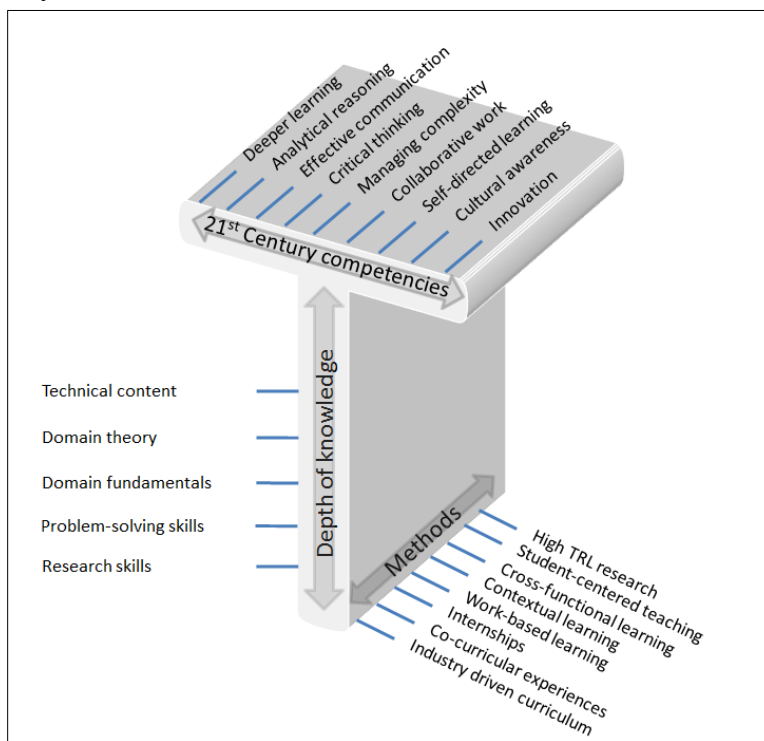 Deeper learning
Analytical reasoning
Effective communication
Critical thinking
Managing complexity
Collaborative work
Self-directed learning
Cultural awareness
Innovation
21st Century competencies
Depth of knowledge
Technical content
Domain theory
Domain fundamentals
Problem-solving skills
Research skills
Methods
High TRL research
Student-centered teaching
Cross-functional learning
Contextual learning
Work-based learning
Internships
Co-curricular experiences
Industry driven curriculum